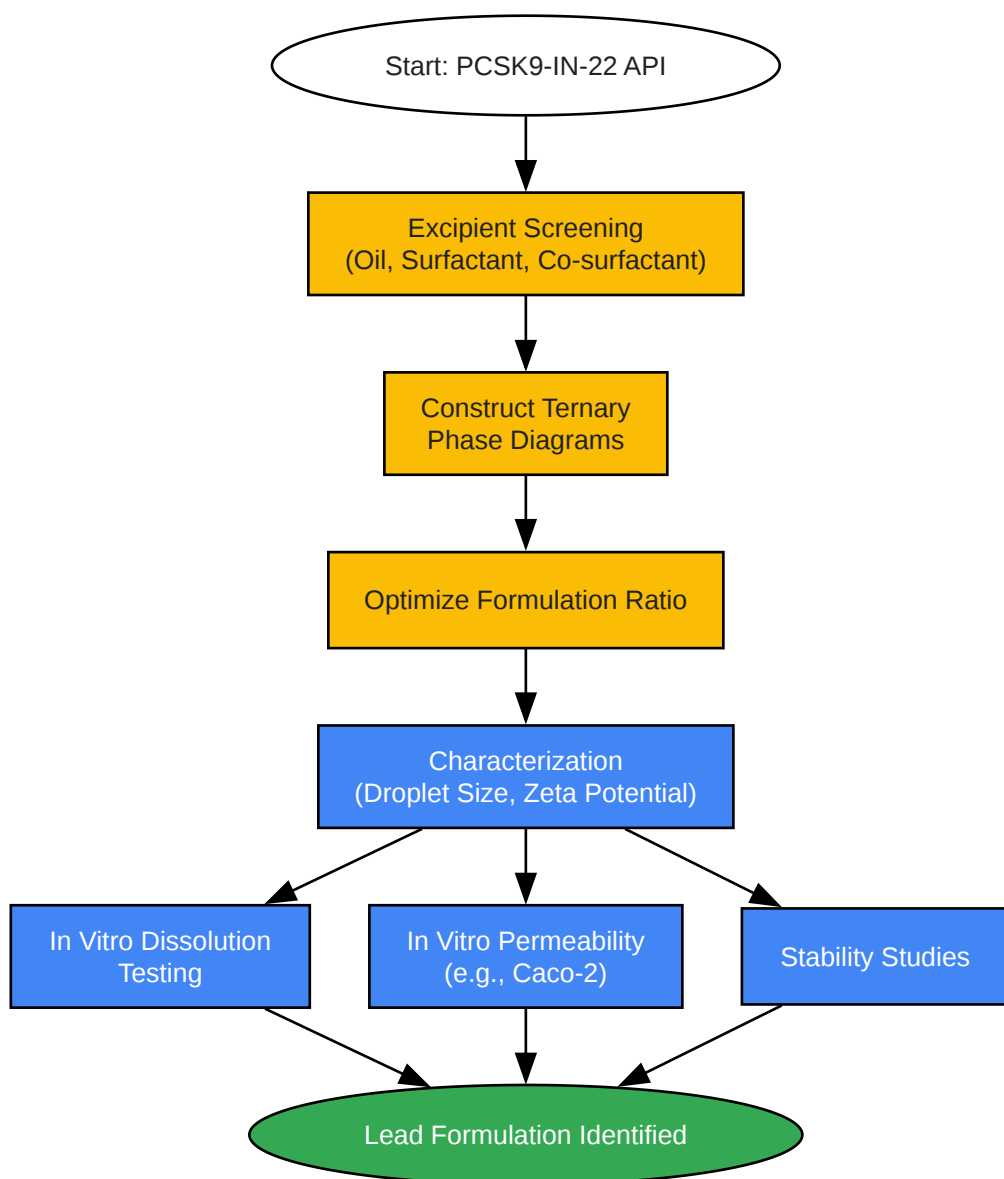 Start: PCSK9-IN-22 API
Excipient Screening
(Oil, Surfactant, Co-surfactant)
Construct Ternary
Phase Diagrams
Optimize Formulation Ratio
Characterization
(Droplet Size, Zeta Potential)
In Vitro Dissolution
Testing
In Vitro Permeability
(e.g., Caco-2)
Stability Studies
Lead Formulation Identified